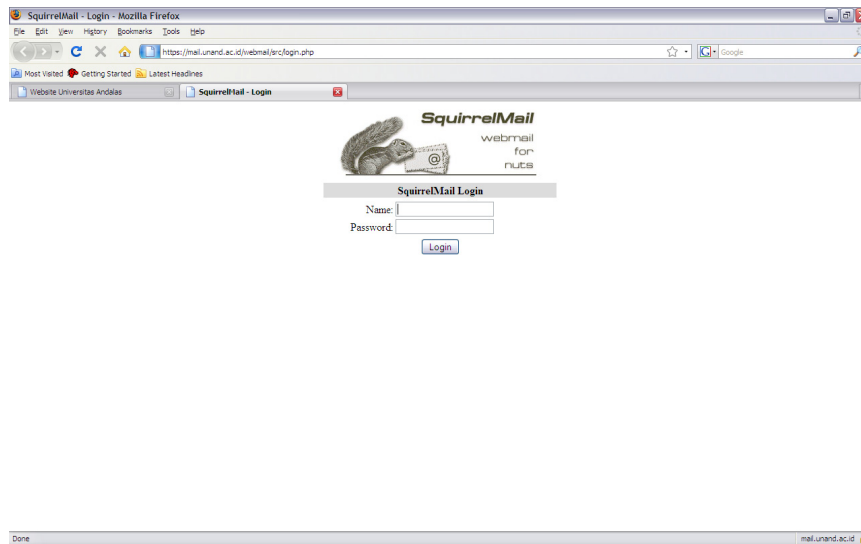 SquirrelMail - Login - Mozilla Firefox
File Edit View History Bookmarks Tools Help
https://mail.unand.ac.id/webmail/src/login.php
G Google
Most Visited Getting Started Latest Headlines
Website Universitas Andalas SquirrelMail - Login
SquirrelMail
webmail
for
nuts
@
SquirrelMail Login
Name:
Password:
Login
Done mail.unand.ac.id